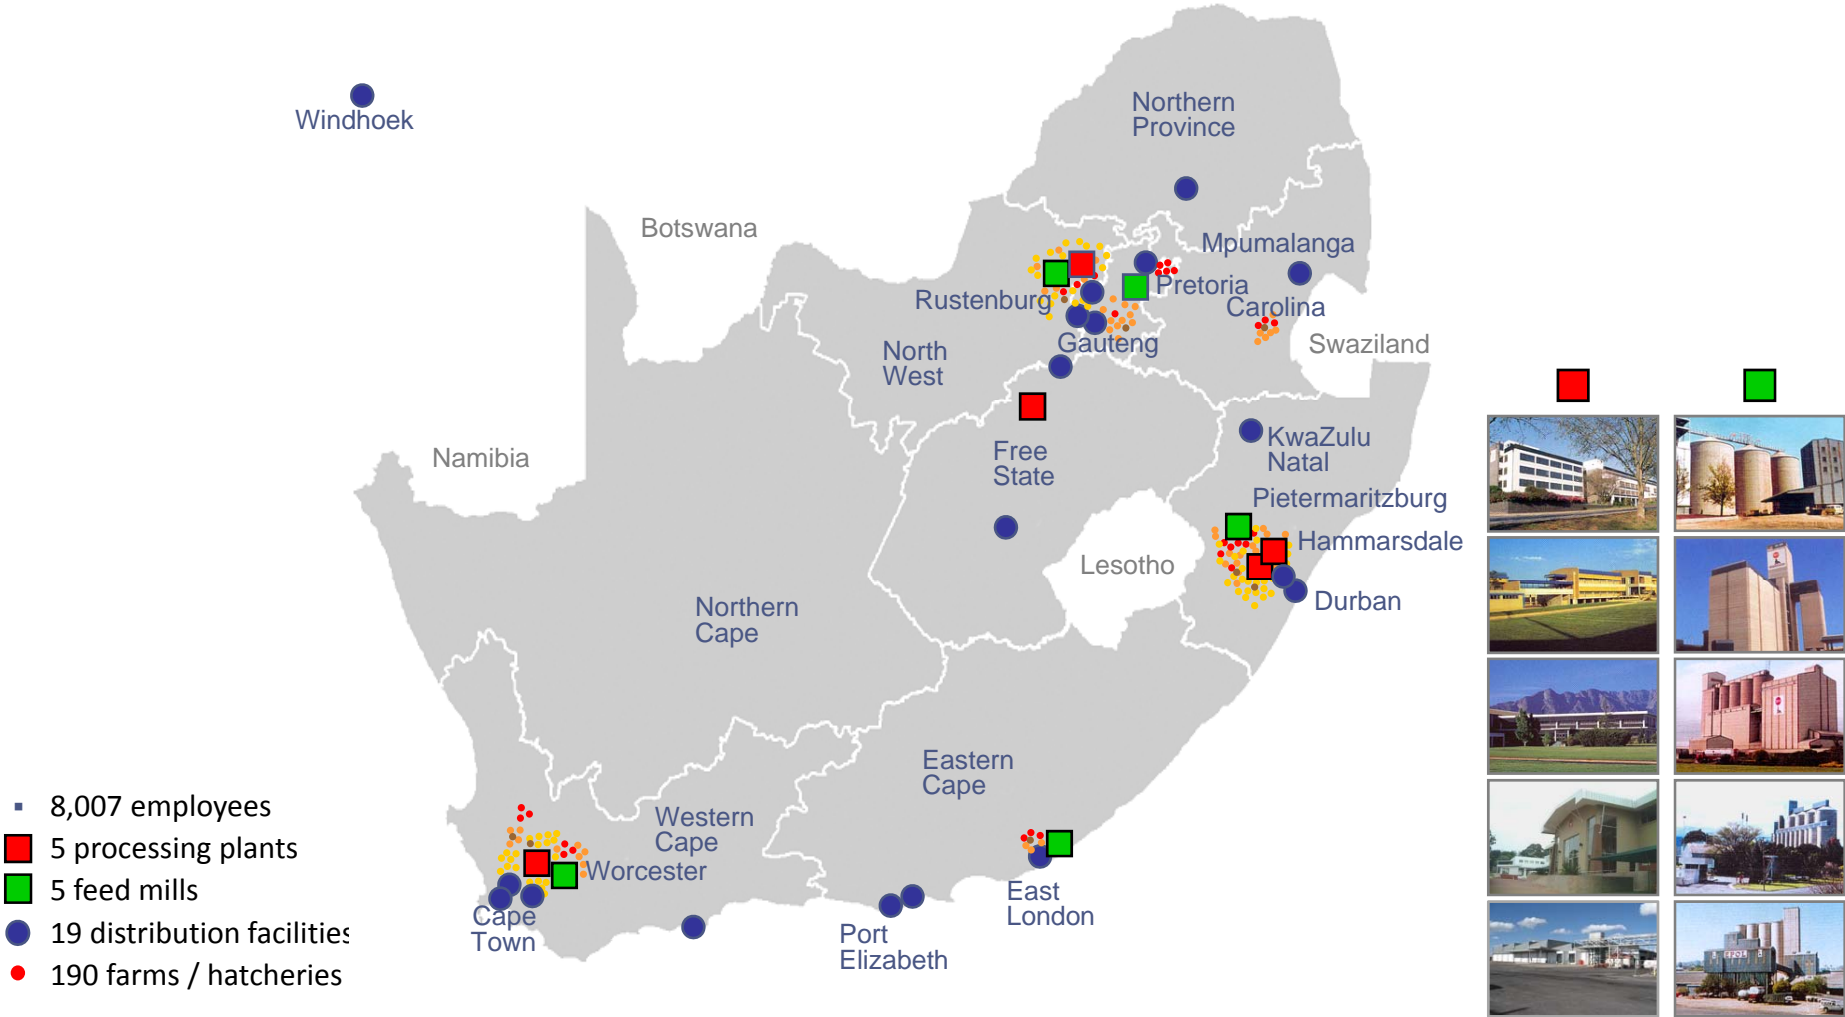 Windhoek
Northern
Province
Botswana
Mpumalanga
Pretoria
Rustenburg
Carolina
Gauteng
Swaziland
North
West
Free
State
KwaZulu
Natal
Namibia
Pietermaritzburg
Hammarsdale
Lesotho
Durban
Northern
Cape
Eastern
Cape
Western
Cape
Worcester
East
London
Cape
Town
Port
Elizabeth
8,007 employees
5 processing plants
5 feed mills
19 distribution facilities
190 farms / hatcheries
EPOL